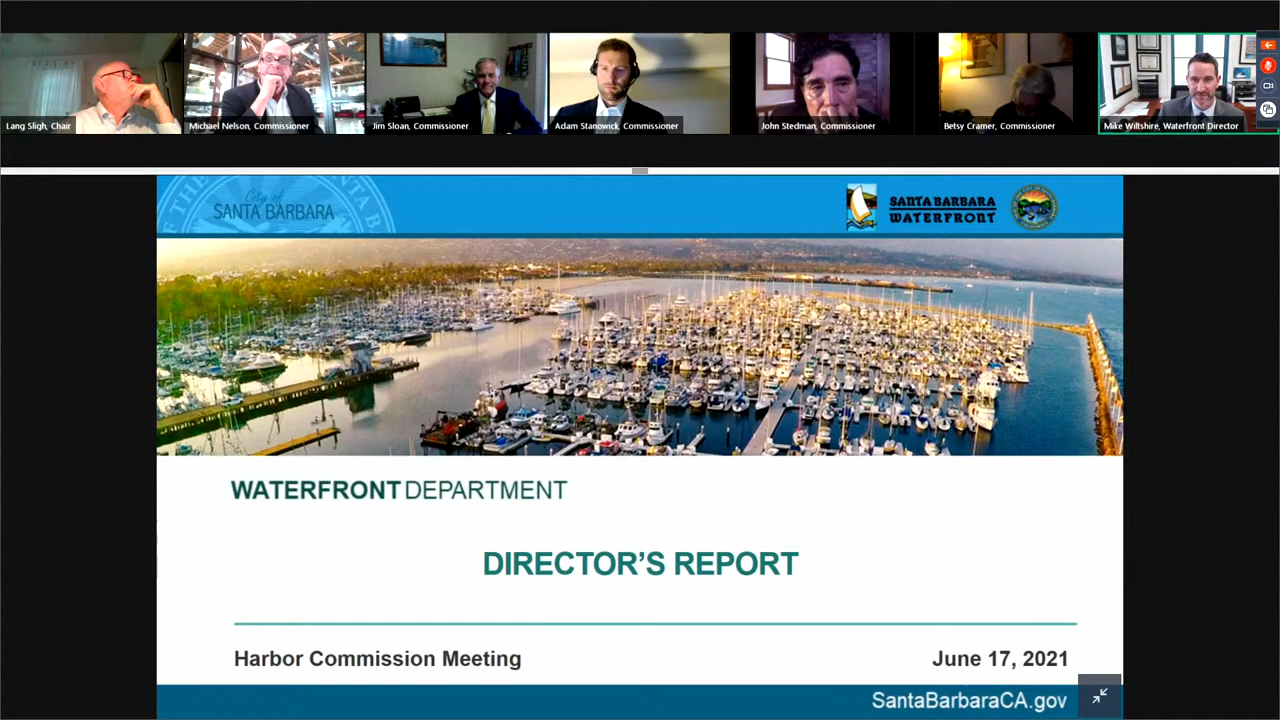 Lang Sligh, Chair
Michael Nelson, Commissioner
Jim Sloan, Commissioner
Adam Stanowick, Commissioner
John Stedman, Commissioner
Betsy Cramer, Commissioner
Mike Wiltshire, Waterfront Director
City of
SANTA BARBARA
SANTA BARBARA
WATERFRONT
WATERFRONT DEPARTMENT
DIRECTOR'S REPORT
Harbor Commission Meeting
June 17, 2021
SantaBarbaraCA.gov